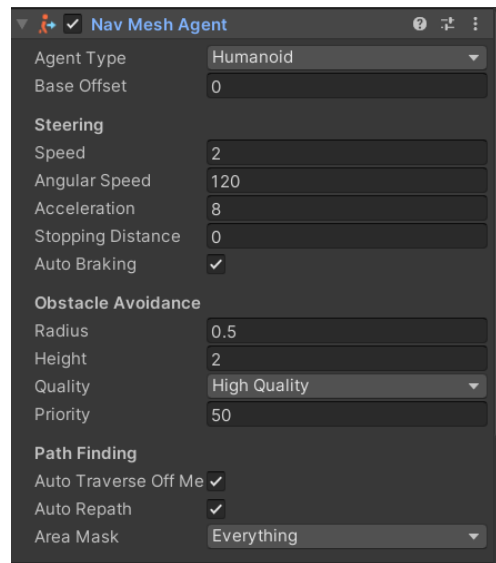 Nav Mesh Agent
Agent Type Humanoid
Base Offset 0
Steering
Speed 2
Angular Speed 120
Acceleration 8
Stopping Distance 0
Auto Braking
Obstacle Avoidance
Radius 0.5
Height 2
Quality High Quality
Priority 50
Path Finding
Auto Traverse Off Me
Auto Repath
Area Mask Everything